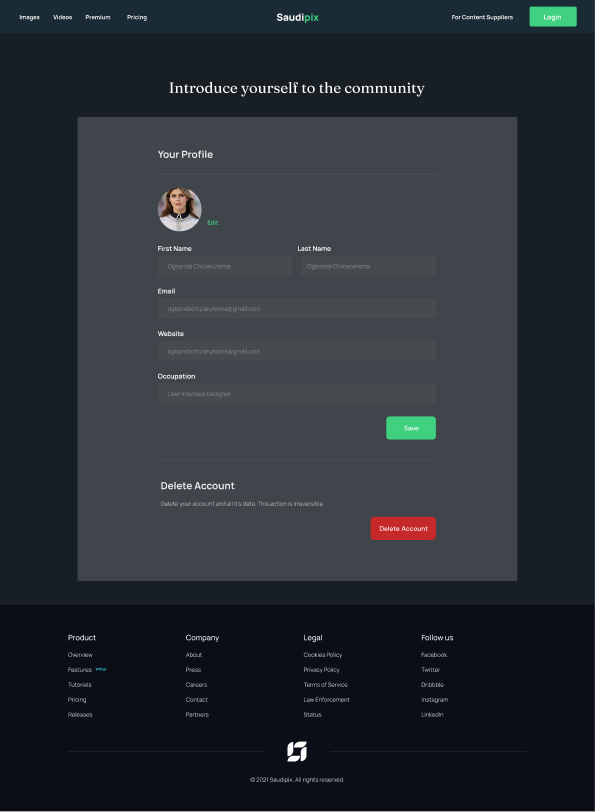 Images Videos Premium Pricing Saudipix For Content Suppliers Login
Introduce yourself to the community
Your Profile
Edit
First Name Last Name
Ogbonda Chiziaruhoma Ogbonda Chiziaruhoma
Email
ogbondachiziaruhoma@gmail.com
Website
ogbondachiziaruhoma@gmail.com
Occupation
User Interface Designer
Save
Delete Account
Delete your account and all it's data. This action is irreversible
Delete Account
Product Company Legal Follow us
Overview About Cookies Policy Facebook
Features new Press Privacy Policy Twitter
Tutorials Careers Terms of Service Dribbble
Pricing Contact Law Enforcement Instagram
Releases Partners Status LinkedIn
© 2021 Saudipix. All rights reserved.